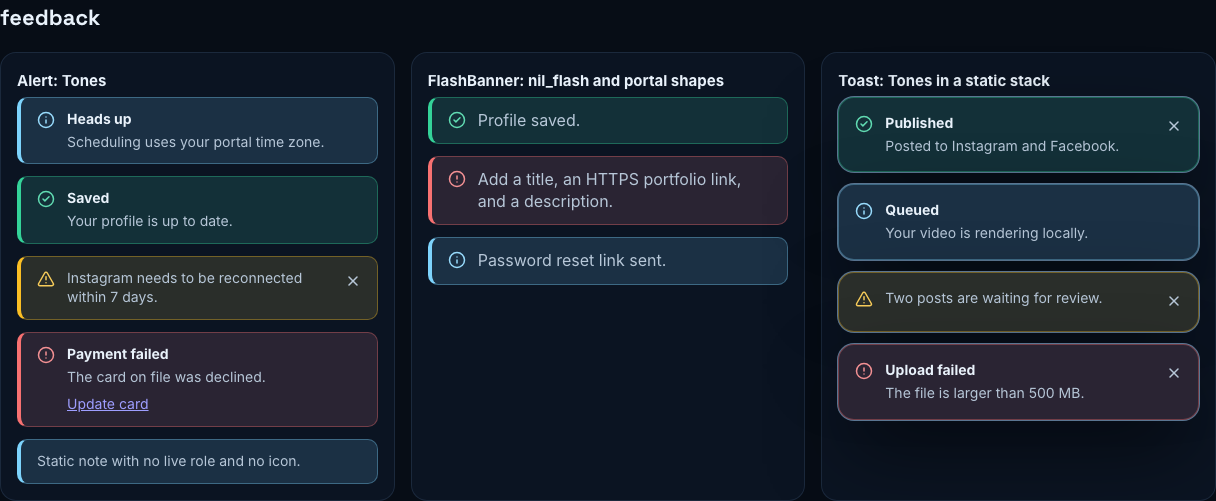 feedback
Alert: Tones
Heads up
Scheduling uses your portal time zone.
Saved
Your profile is up to date.
Instagram needs to be reconnected
within 7 days.
Payment failed
The card on file was declined.
Update card
Static note with no live role and no icon.
FlashBanner: nil_flash and portal shapes
Profile saved.
Add a title, an HTTPS portfolio link,
and a description.
Password reset link sent.
Toast: Tones in a static stack
Published
Posted to Instagram and Facebook.
Queued
Your video is rendering locally.
Two posts are waiting for review.
Upload failed
The file is larger than 500 MB.